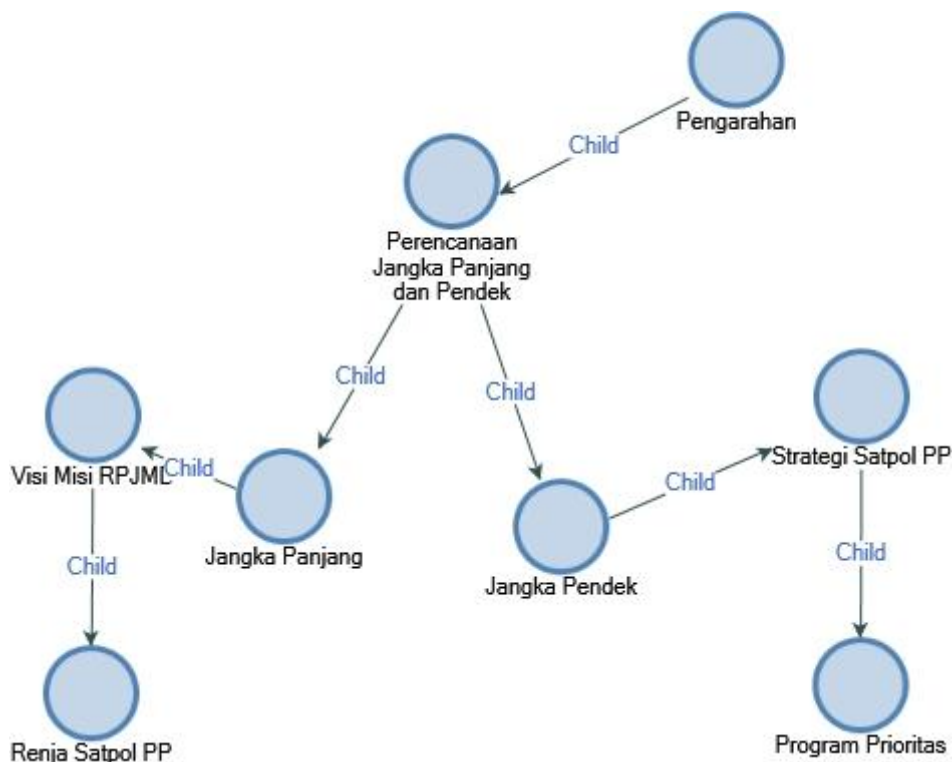 Pengarahan
Child
Perencanaan
Jangka Panjang
dan Pendek
Child
Child
Visi Misi RPJMD
Child
Jangka Panjang
Strategi Satpol PP
Child
Jangka Pendek
Child
Child
Renja Satpol PP
Program Prioritas